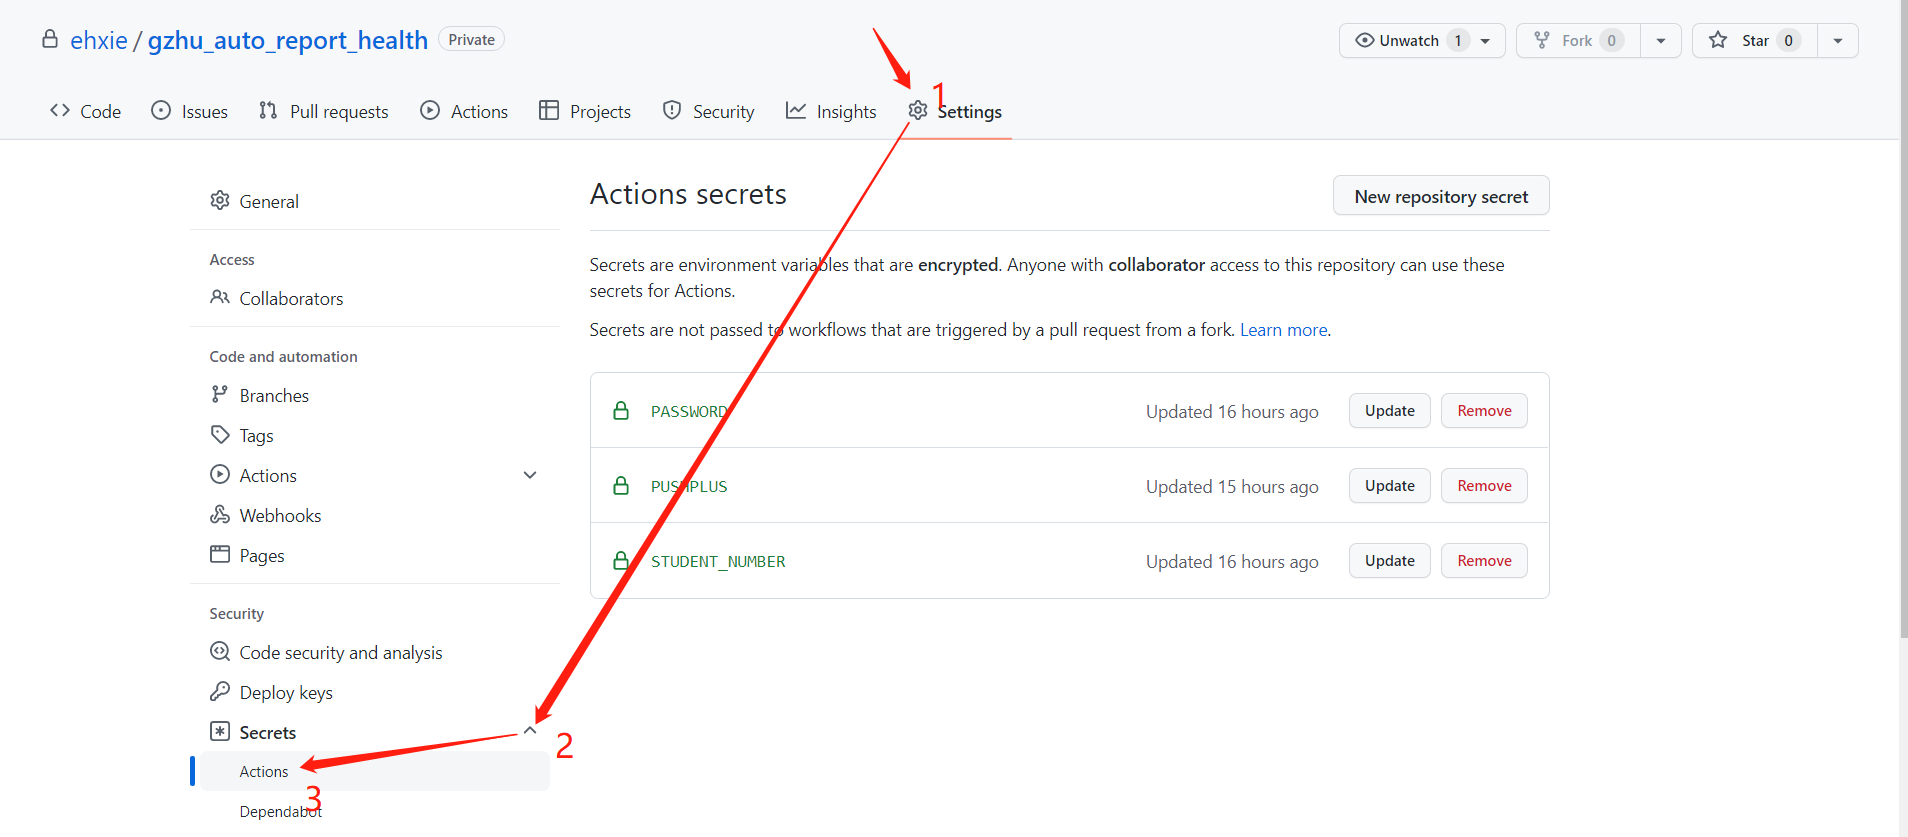 ehxie / gzhu_auto_report_health Private
Unwatch 1
Fork 0
Star 0
Code
Issues
Pull requests
Actions
Projects
Security
Insights
Settings
1
General
Access
Collaborators
Code and automation
Branches
Tags
Actions
Webhooks
Pages
Security
Code security and analysis
Deploy keys
Secrets
2
Actions
3
Dependabot
Actions secrets
New repository secret
Secrets are environment variables that are encrypted. Anyone with collaborator access to this repository can use these
secrets for Actions.
Secrets are not passed to workflows that are triggered by a pull request from a fork. Learn more.
PASSWORD Updated 16 hours ago Update Remove
PUSHPLUS Updated 15 hours ago Update Remove
STUDENT_NUMBER Updated 16 hours ago Update Remove